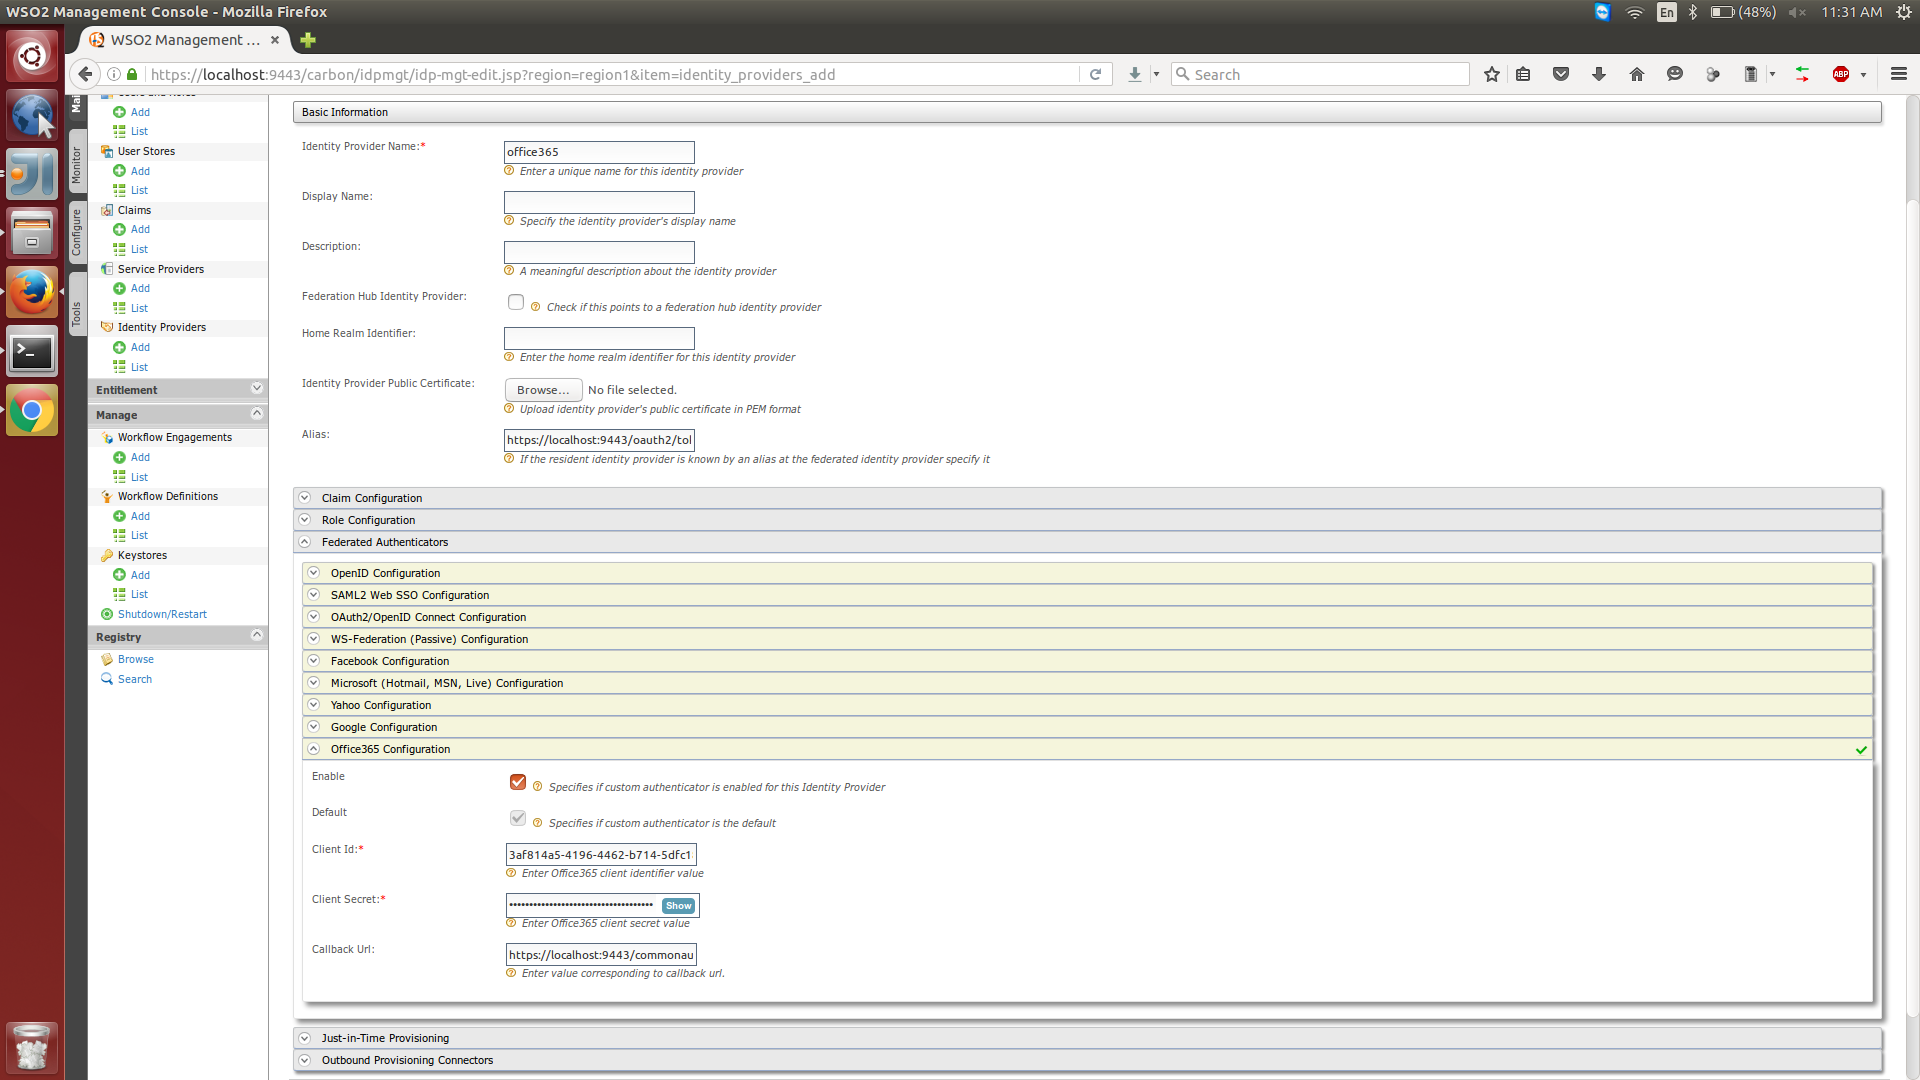 WSO2 Management Console - Mozilla Firefox
En
(48%)
11:31 AM
WSO2 Management ...
https://localhost:9443/carbon/idpmgt/idp-mgt-edit.jsp?region=region1&item=identity_providers_add
Search
ABP
Monitor
Configure
Tools
Add
List
User Stores
Add
List
Claims
Add
List
Service Providers
Add
List
Identity Providers
Add
List
Entitlement
Manage
Workflow Engagements
Add
List
Workflow Definitions
Add
List
Keystores
Add
List
Shutdown/Restart
Registry
Browse
Search
Basic Information
Identity Provider Name:*
office365
Enter a unique name for this identity provider
Display Name:
Specify the identity provider's display name
Description:
A meaningful description about the identity provider
Federation Hub Identity Provider:
Check if this points to a federation hub identity provider
Home Realm Identifier:
Enter the home realm identifier for this identity provider
Identity Provider Public Certificate:
Browse... No file selected.
Upload identity provider's public certificate in PEM format
Alias:
https://localhost:9443/oauth2/tol
If the resident identity provider is known by an alias at the federated identity provider specify it
Claim Configuration
Role Configuration
Federated Authenticators
OpenID Configuration
SAML2 Web SSO Configuration
OAuth2/OpenID Connect Configuration
WS-Federation (Passive) Configuration
Facebook Configuration
Microsoft (Hotmail, MSN, Live) Configuration
Yahoo Configuration
Google Configuration
Office365 Configuration
Enable
Specifies if custom authenticator is enabled for this Identity Provider
Default
Specifies if custom authenticator is the default
Client Id:*
3af814a5-4196-4462-b714-5dfc1
Enter Office365 client identifier value
Client Secret:*
Show
Enter Office365 client secret value
Callback Url:
https://localhost:9443/commonau
Enter value corresponding to callback url.
Just-in-Time Provisioning
Outbound Provisioning Connectors